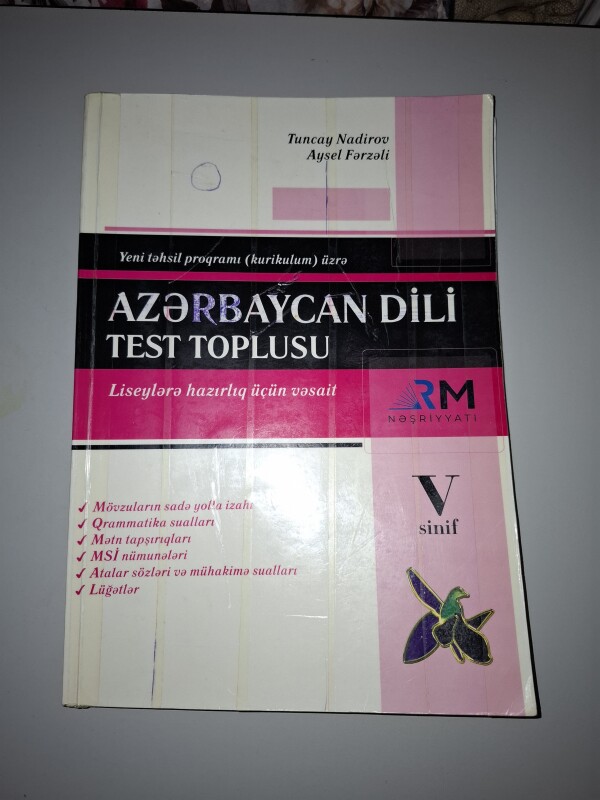 Tuncay Nadirov
Aysel Fərzəli
Yeni təhsil proqramı (kurikulum) üzrə
AZƏRBAYCAN DİLİ
TEST TOPLUSU
Liseylərə hazırlıq üçün vəsait
RM
NƏŞRİYYATI
V
sinif
✓ Mövzuların sadə yolla izahı
✓ Qrammatika sualları
✓ Mətn tapşırıqları
✓ MSİ nümunələri
✓ Atalar sözləri və mühakimə sualları
✓ Lüğətlər